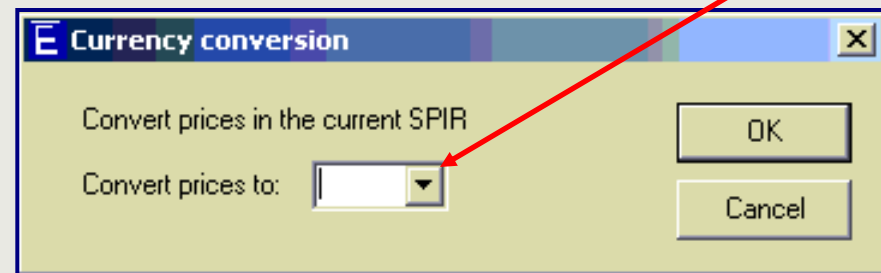 E Currency conversion
Convert prices in the current SPIR
OK
Convert prices to:
Cancel